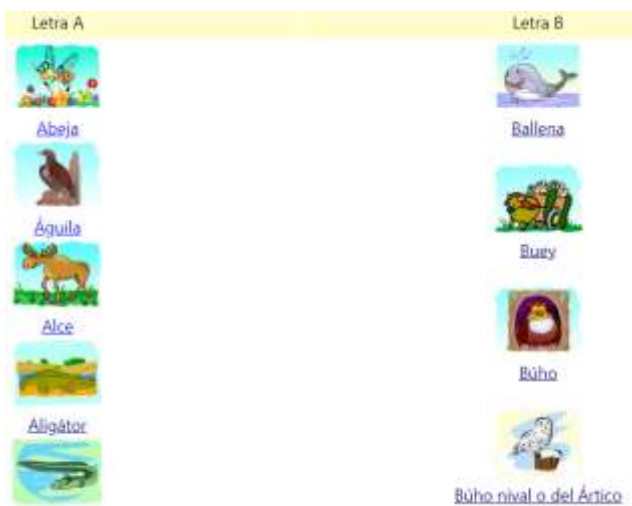 Letra A
Letra B
Abeja
Ballena
Águila
Buey
Alce
Búho
Aligátor
Búho nival o del Ártico